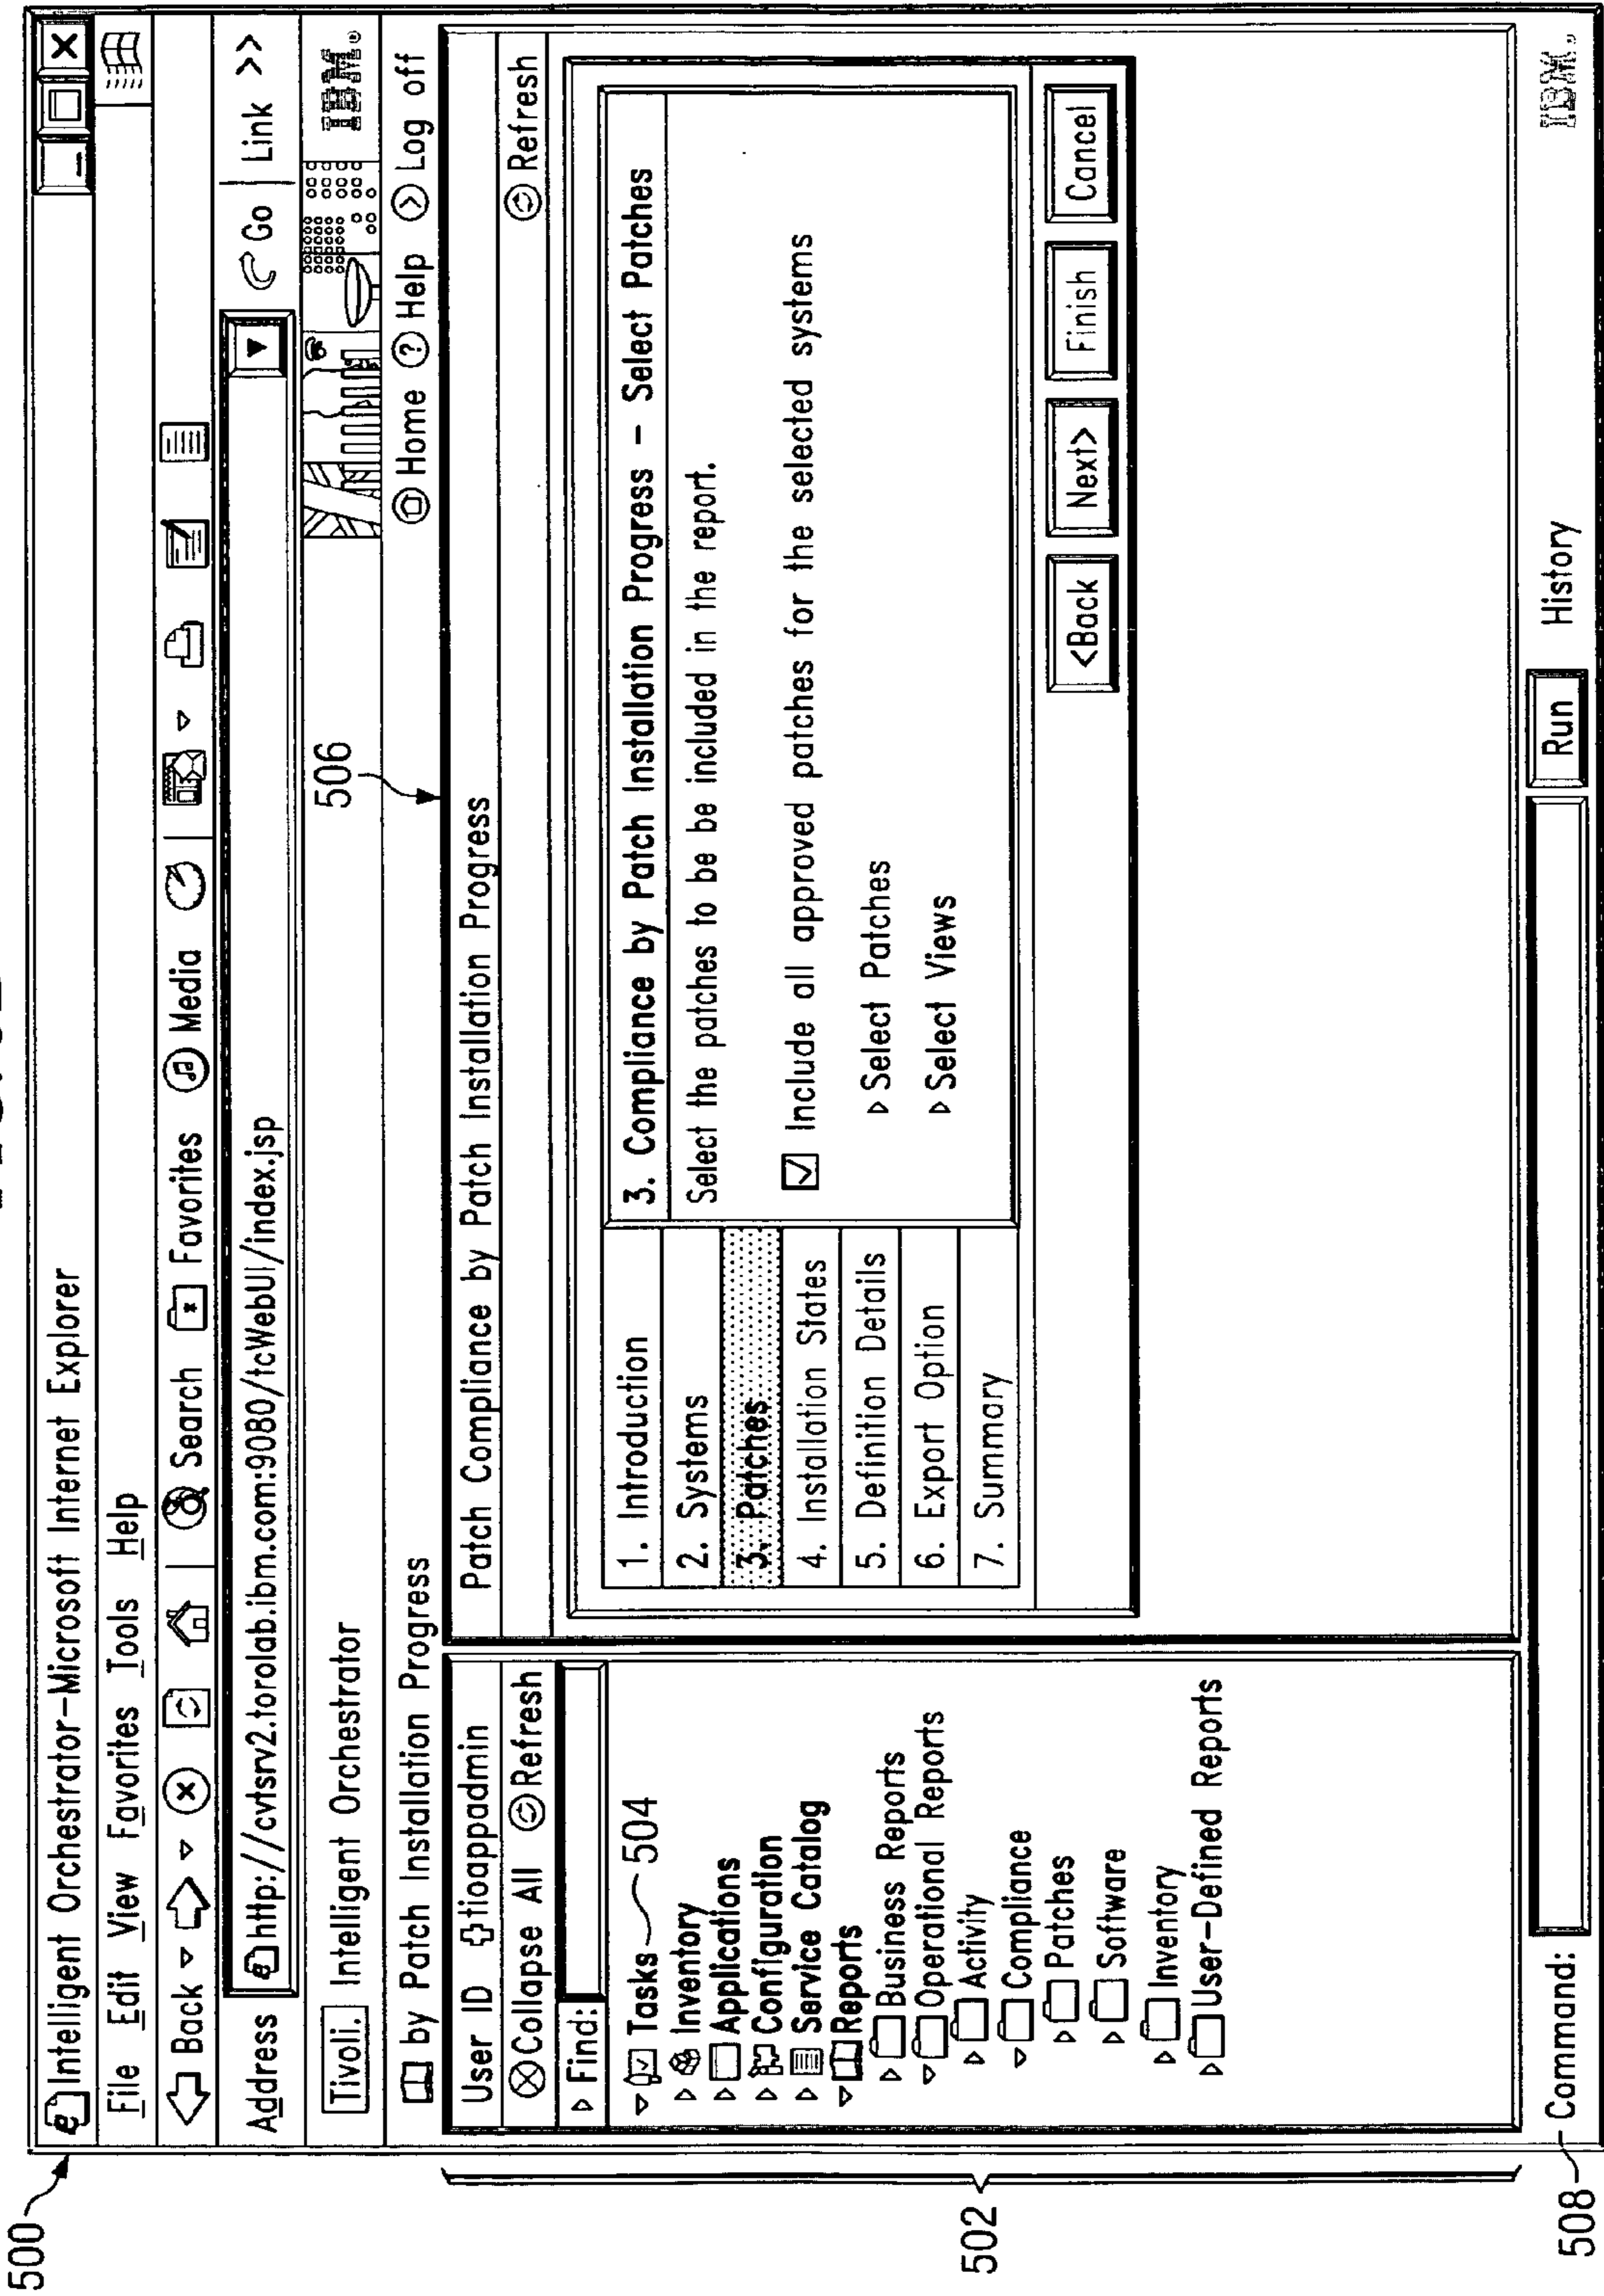 500
Intelligent Orchestrator-Microsoft Internet Explorer
File Edit View Favorites Tools Help
Back Search Favorites Media
Address http://cvtsrv2.torolab.ibm.com:9080/tcWebUI/index.jsp Go Link >>
Tivoli. Intelligent Orchestrator IBM
506
by Patch Installation Progress Home ? Help Log off
User ID tioappadmin
Collapse All Refresh
Find:
Tasks 504
Inventory
Applications
Configuration
Service Catalog
Reports
Business Reports
Operational Reports
Activity
Compliance
Patches
Software
Inventory
User-Defined Reports
502
Patch Compliance by Patch Installation Progress
Refresh
1. Introduction
2. Systems
3. Patches
4. Installation States
5. Definition Details
6. Export Option
7. Summary
3. Compliance by Patch Installation Progress - Select Patches
Select the patches to be be included in the report.
Include all approved patches for the selected systems
Select Patches
Select Views
<Back Next> Finish Cancel
508 Command: Run History IBM.